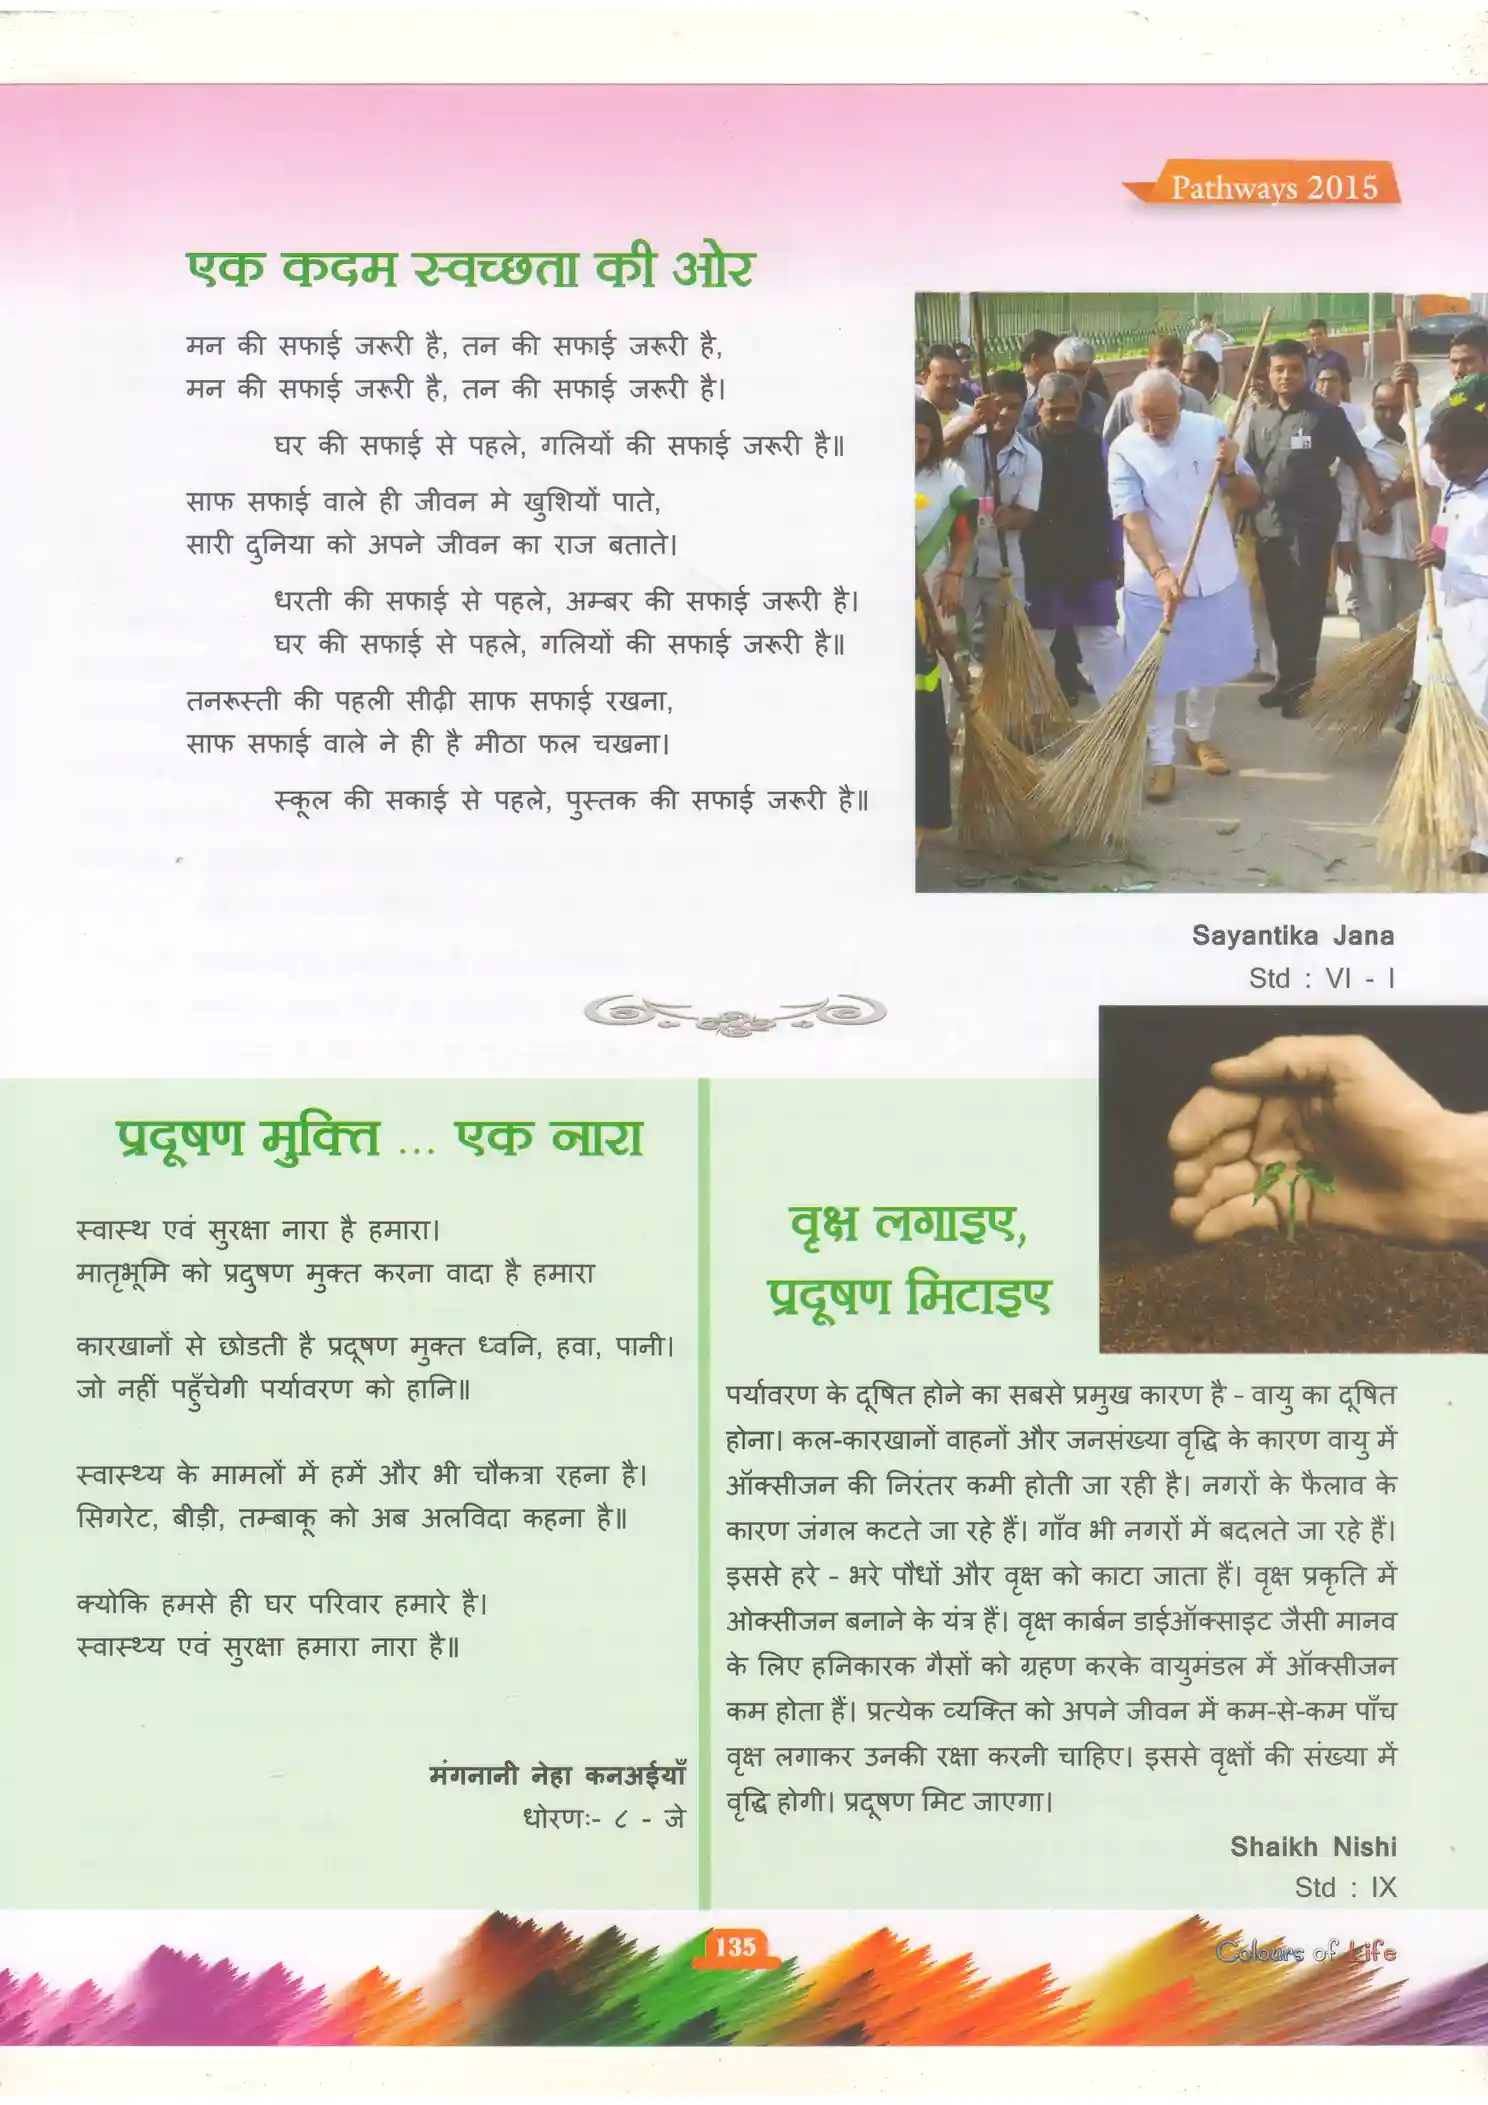 Pathways 2015
एक कदम स्वच्छता की ओर
मन की सफाई जरूरी है, तन की सफाई जरूरी है,
मन की सफाई जरूरी है, तन की सफाई जरूरी है।
घर की सफाई से पहले, गलियों की सफाई जरूरी है॥
साफ सफाई वाले ही जीवन मे खुशियों पाते,
सारी दुनिया को अपने जीवन का राज बताते।
धरती की सफाई से पहले, अम्बर की सफाई जरूरी है।
घर की सफाई से पहले, गलियों की सफाई जरूरी है॥
तनरूस्ती की पहली सीढ़ी साफ सफाई रखना,
साफ सफाई वाले ने ही है मीठा फल चखना।
स्कूल की सकाई से पहले, पुस्तक की सफाई जरूरी है॥
Sayantika Jana
Std : VI - I
प्रदूषण मुक्ति ... एक नारा
स्वास्थ एवं सुरक्षा नारा है हमारा।
मातृभूमि को प्रदुषण मुक्त करना वादा है हमारा
कारखानों से छोडती है प्रदूषण मुक्त ध्वनि, हवा, पानी।
जो नहीं पहुँचेगी पर्यावरण को हानि॥
स्वास्थ्य के मामलों में हमें और भी चौकत्रा रहना है।
सिगरेट, बीड़ी, तम्बाकू को अब अलविदा कहना है॥
क्योकि हमसे ही घर परिवार हमारे है।
स्वास्थ्य एवं सुरक्षा हमारा नारा है॥
मंगनानी नेहा कनअईयाँ
धोरणः- ८ - जे
वृक्ष लगाइए,
प्रदूषण मिटाइए
पर्यावरण के दूषित होने का सबसे प्रमुख कारण है - वायु का दूषित
होना। कल-कारखानों वाहनों और जनसंख्या वृद्धि के कारण वायु में
ऑक्सीजन की निरंतर कमी होती जा रही है। नगरों के फैलाव के
कारण जंगल कटते जा रहे हैं। गाँव भी नगरों में बदलते जा रहे हैं।
इससे हरे - भरे पौधों और वृक्ष को काटा जाता हैं। वृक्ष प्रकृति में
ओक्सीजन बनाने के यंत्र हैं। वृक्ष कार्बन डाईऑक्साइट जैसी मानव
के लिए हनिकारक गैसों को ग्रहण करके वायुमंडल में ऑक्सीजन
कम होता हैं। प्रत्येक व्यक्ति को अपने जीवन में कम-से-कम पाँच
वृक्ष लगाकर उनकी रक्षा करनी चाहिए। इससे वृक्षों की संख्या में
वृद्धि होगी। प्रदूषण मिट जाएगा।
Shaikh Nishi
Std : IX
135
Colours of Life